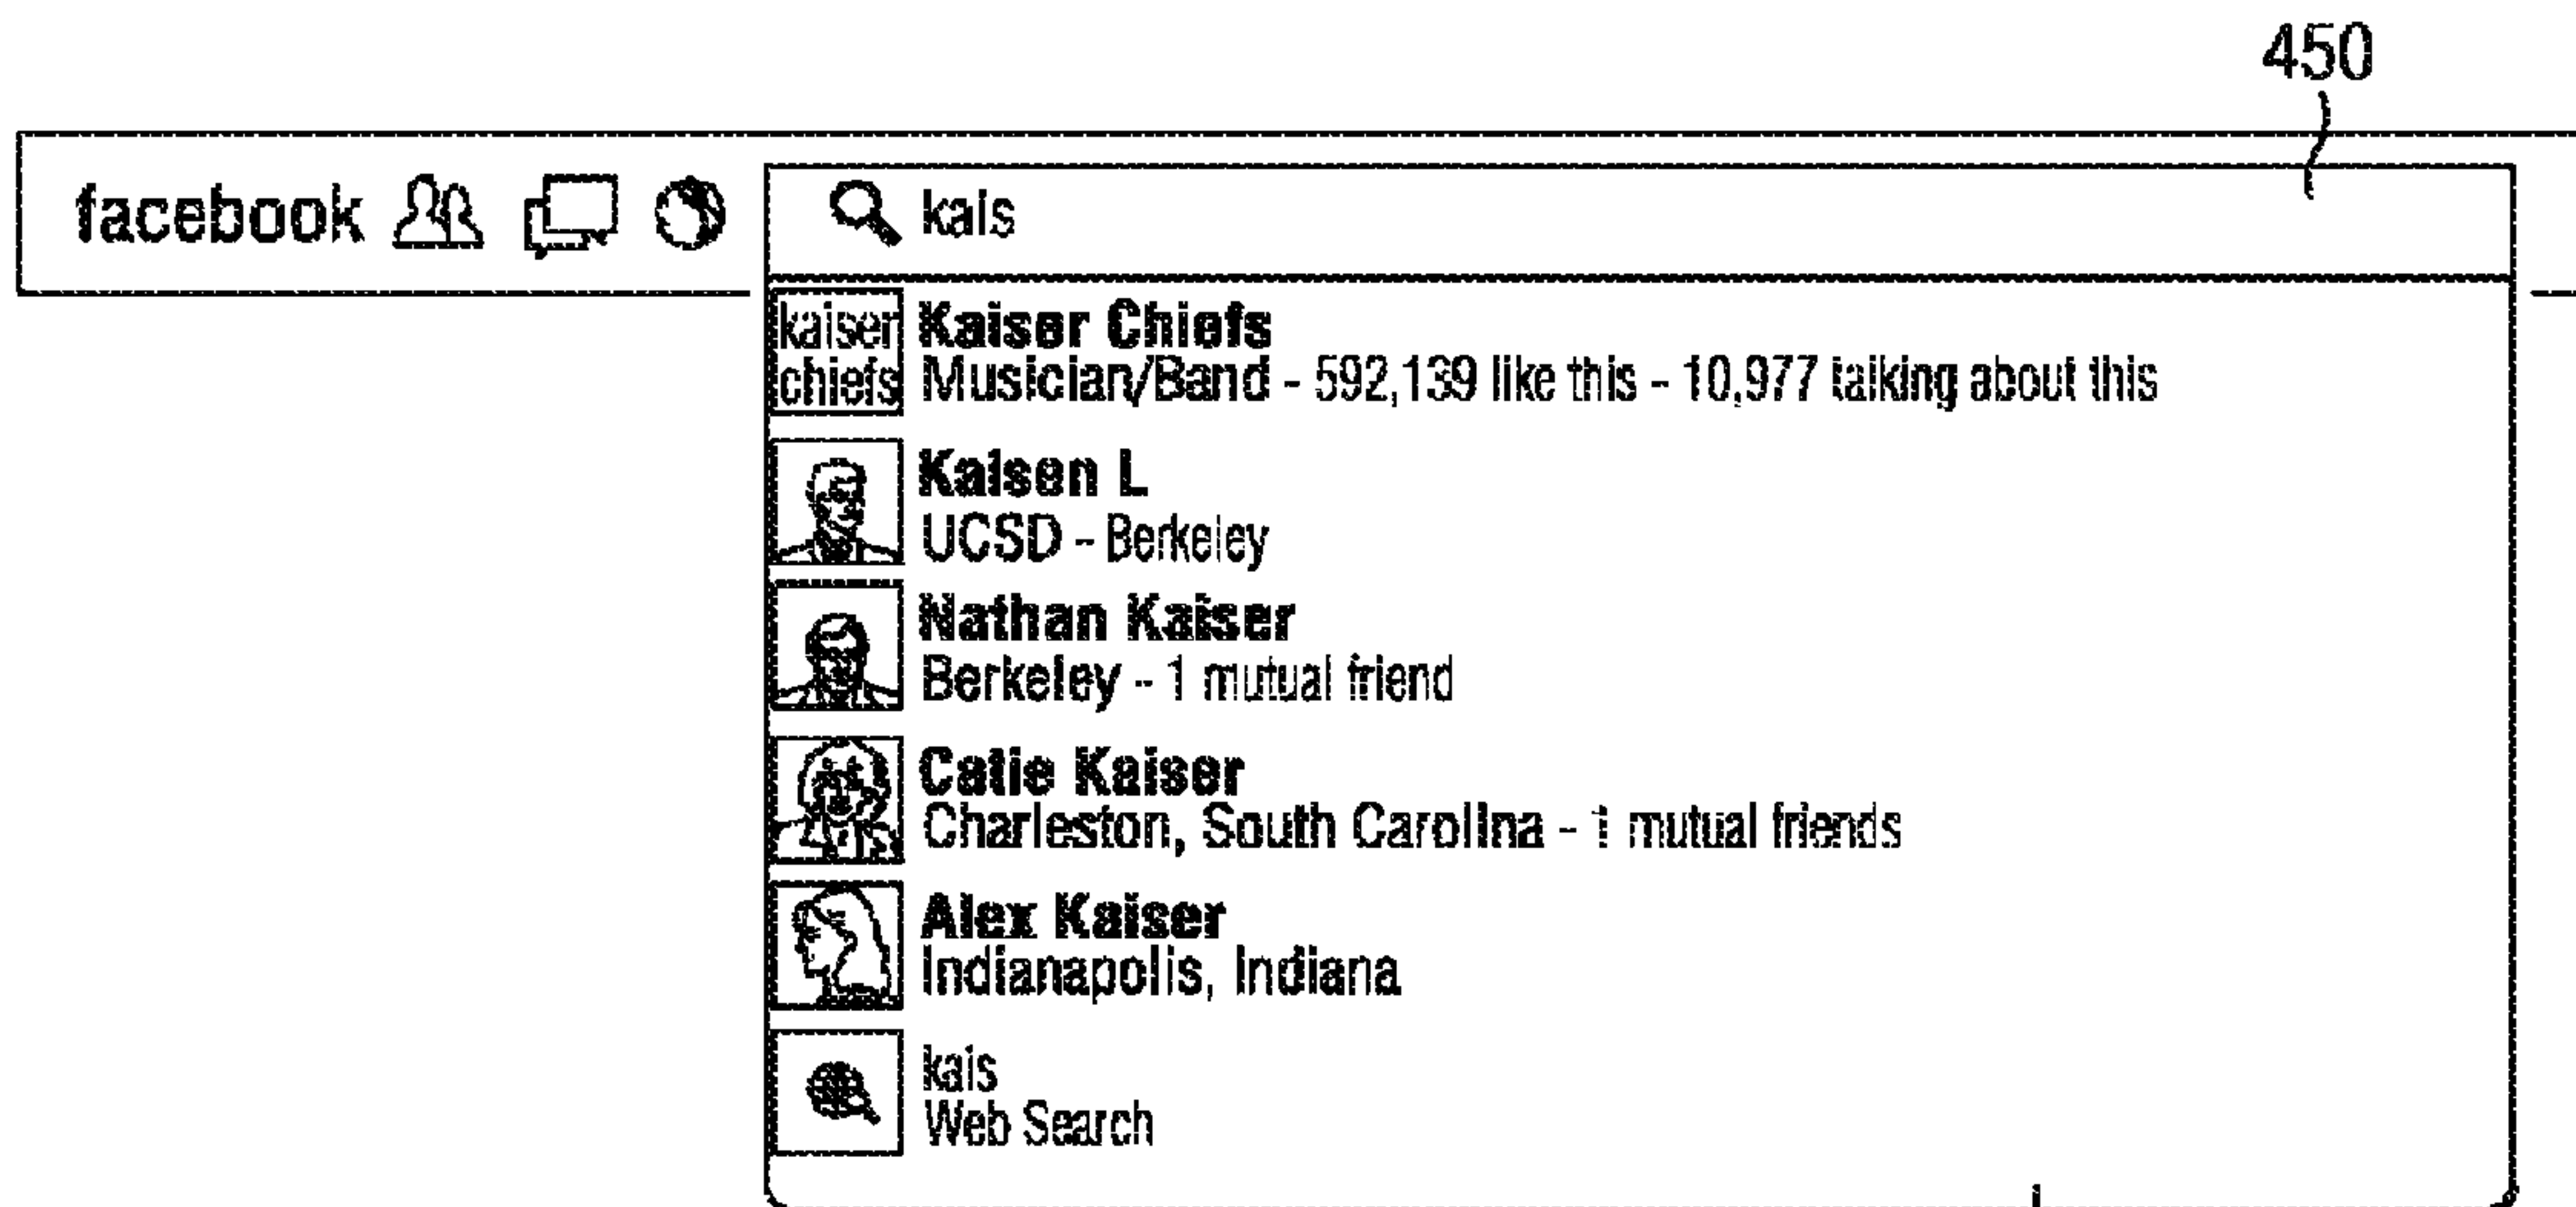 450
facebook
kais
kaiser
chiefs
Kaiser Chiefs
Musician/Band - 592,139 like this - 10,977 talking about this
Kaisen L
UCSD - Berkeley
Nathan Kaiser
Berkeley - 1 mutual friend
Catie Kaiser
Charleston, South Carolina - 1 mutual friends
Alex Kaiser
Indianapolis, Indiana
kais
Web Search